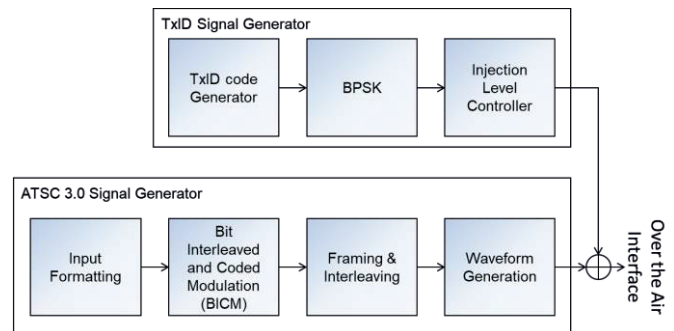 TxID Signal Generator
TxID code
Generator
BPSK
Injection
Level
Controller
ATSC 3.0 Signal Generator
Input
Formatting
Bit
Interleaved
and Coded
Modulation
(BICM)
Framing &
Interleaving
Waveform
Generation
Over the Air
Interface